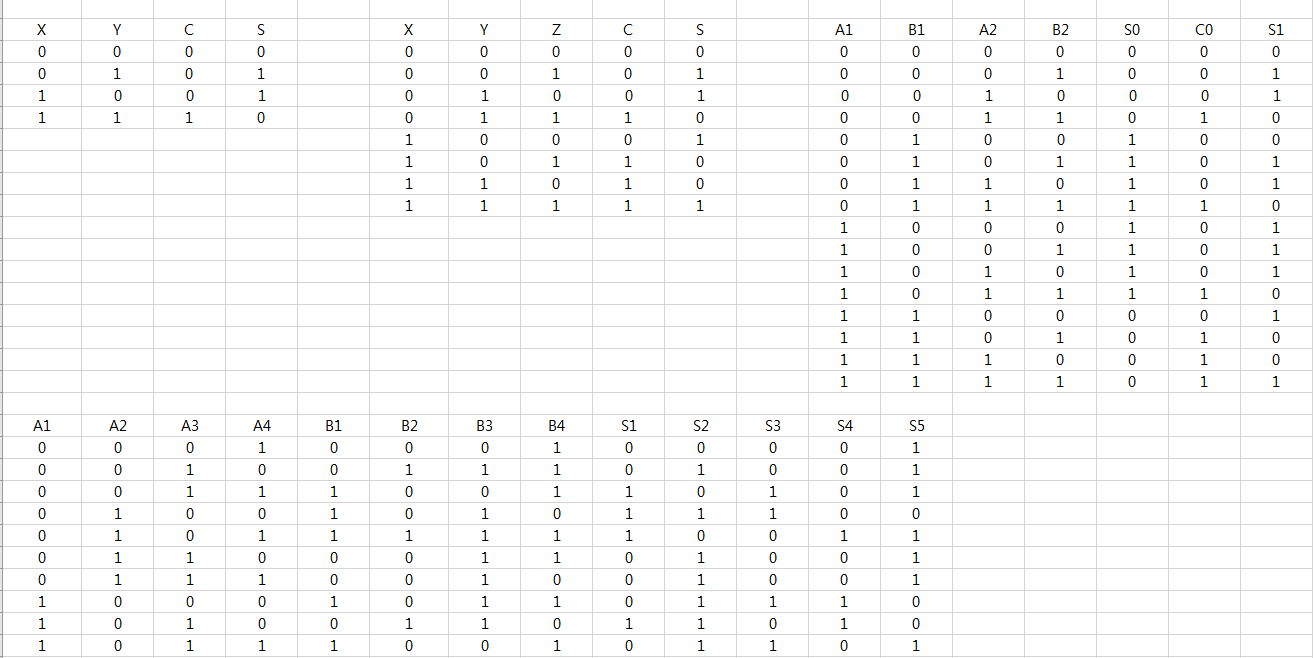 X Y C S X Y Z C S A1 B1 A2 B2 S0 C0 S1
0 0 0 0 0 0 0 0 0 0 0 0 0 0 0 0
0 1 0 1 0 0 1 0 1 0 0 0 1 0 0 1
1 0 0 1 0 1 0 0 1 0 0 1 0 0 0 1
1 1 1 0 0 1 1 1 0 0 0 1 1 0 1 0
1 0 0 0 1 0 1 0 0 1 0 0
1 0 1 1 0 0 1 0 1 1 0 1
1 1 0 1 0 0 1 1 0 1 0 1
1 1 1 1 1 0 1 1 1 1 1 0
1 0 0 0 1 0 1
1 0 0 1 1 0 1
1 0 1 0 1 0 1
1 0 1 1 1 1 0
1 1 0 0 0 0 1
1 1 0 1 0 1 0
1 1 1 0 0 1 0
1 1 1 1 0 1 1
A1 A2 A3 A4 B1 B2 B3 B4 S1 S2 S3 S4 S5
0 0 0 1 0 0 0 1 0 0 0 0 1
0 0 1 0 0 1 1 1 0 1 0 0 1
0 0 1 1 1 0 0 1 1 0 1 0 1
0 1 0 0 1 0 1 0 1 1 1 0 0
0 1 0 1 1 1 1 1 1 0 0 1 1
0 1 1 0 0 0 1 1 0 1 0 0 1
0 1 1 1 0 0 1 0 0 1 0 0 1
1 0 0 0 1 0 1 1 0 1 1 1 0
1 0 1 0 0 1 1 0 1 1 0 1 0
1 0 1 1 1 0 0 1 0 1 1 0 1